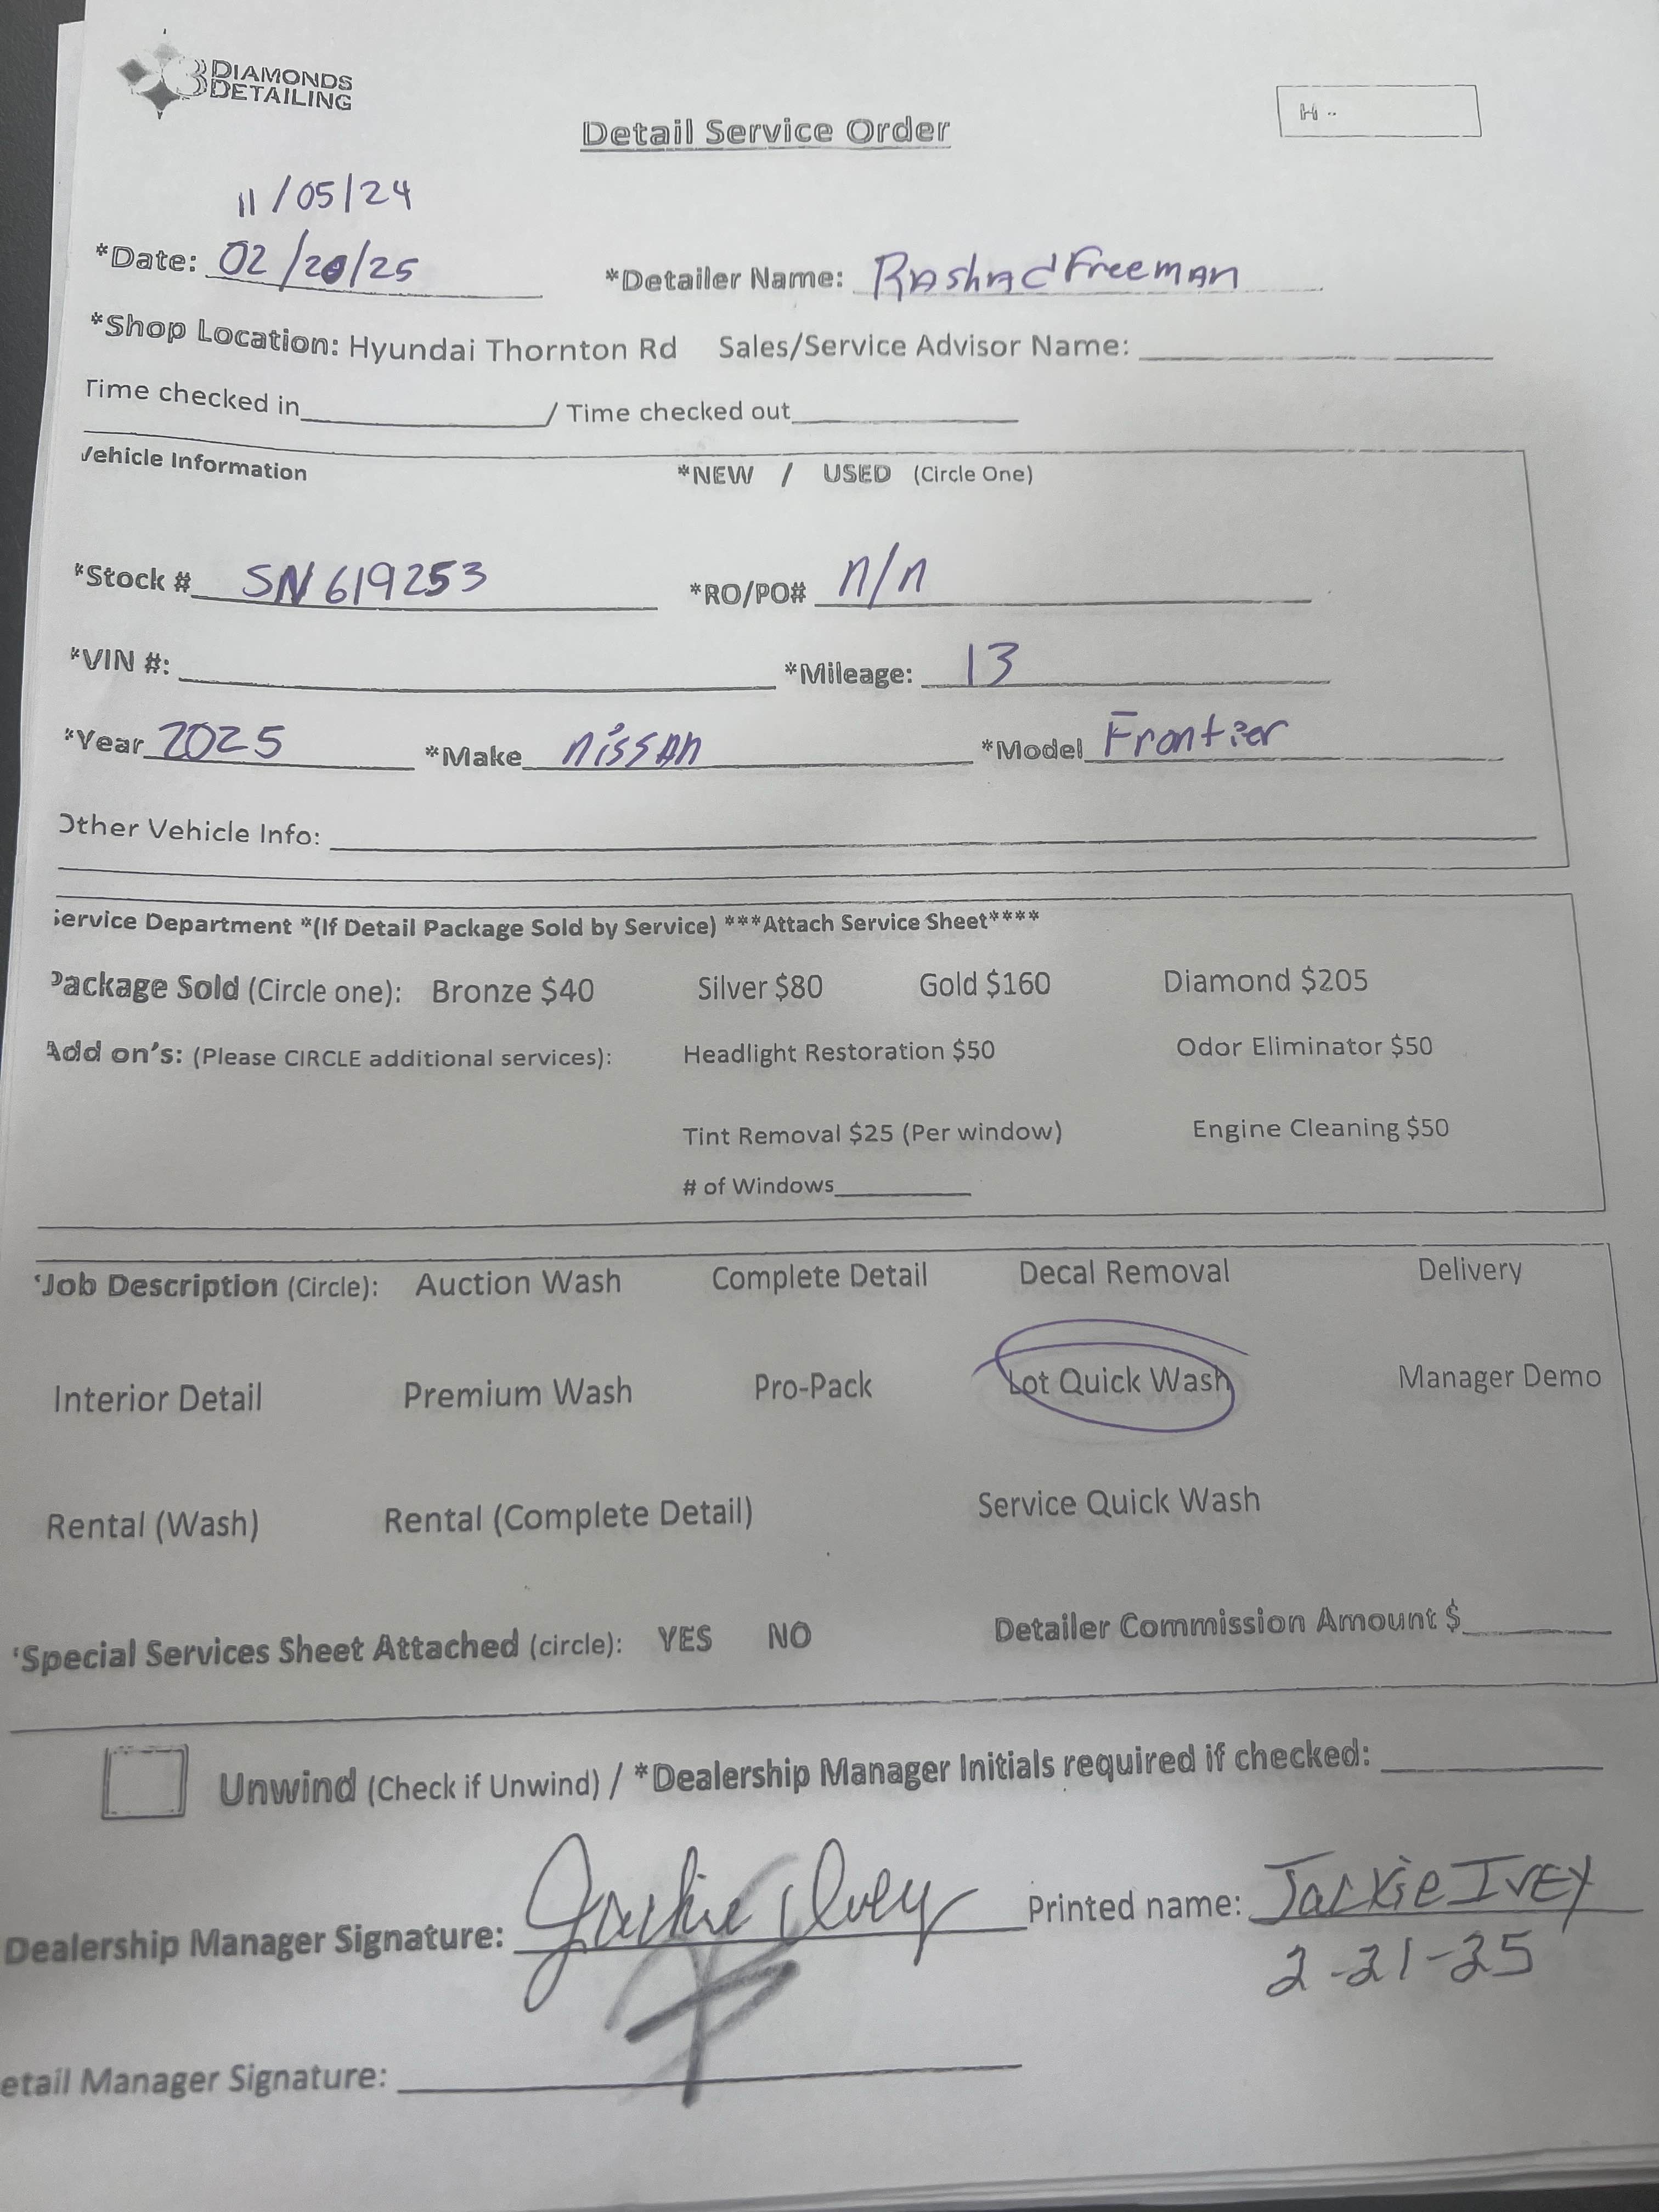 3 DIAMONDS
DETAILING
H -
Detail Service Order
11/05/24
*Date: 02/20/25 *Detailer Name: Rashad Freeman
*Shop Location: Hyundai Thornton Rd Sales/Service Advisor Name:
Time checked in / Time checked out
Vehicle Information *NEW / USED (Circle One)
*Stock # SN619253 *RO/PO# n/n
*VIN #: *Mileage: 13
*Year 2025 *Make nissan *Model Frontier
Other Vehicle Info:
Service Department *(If Detail Package Sold by Service) ***Attach Service Sheet****
Package Sold (Circle one): Bronze $40 Silver $80 Gold $160 Diamond $205
Add on's: (Please CIRCLE additional services): Headlight Restoration $50 Odor Eliminator $50
Tint Removal $25 (Per window) Engine Cleaning $50
# of Windows
*Job Description (Circle): Auction Wash Complete Detail Decal Removal Delivery
Interior Detail Premium Wash Pro-Pack Lot Quick Wash Manager Demo
Rental (Wash) Rental (Complete Detail) Service Quick Wash
*Special Services Sheet Attached (circle): YES NO Detailer Commission Amount $
Unwind (Check if Unwind) / *Dealership Manager Initials required if checked:
Dealership Manager Signature: Jackie Ivey Printed name: Jackie Ivey
2-21-25
etail Manager Signature: